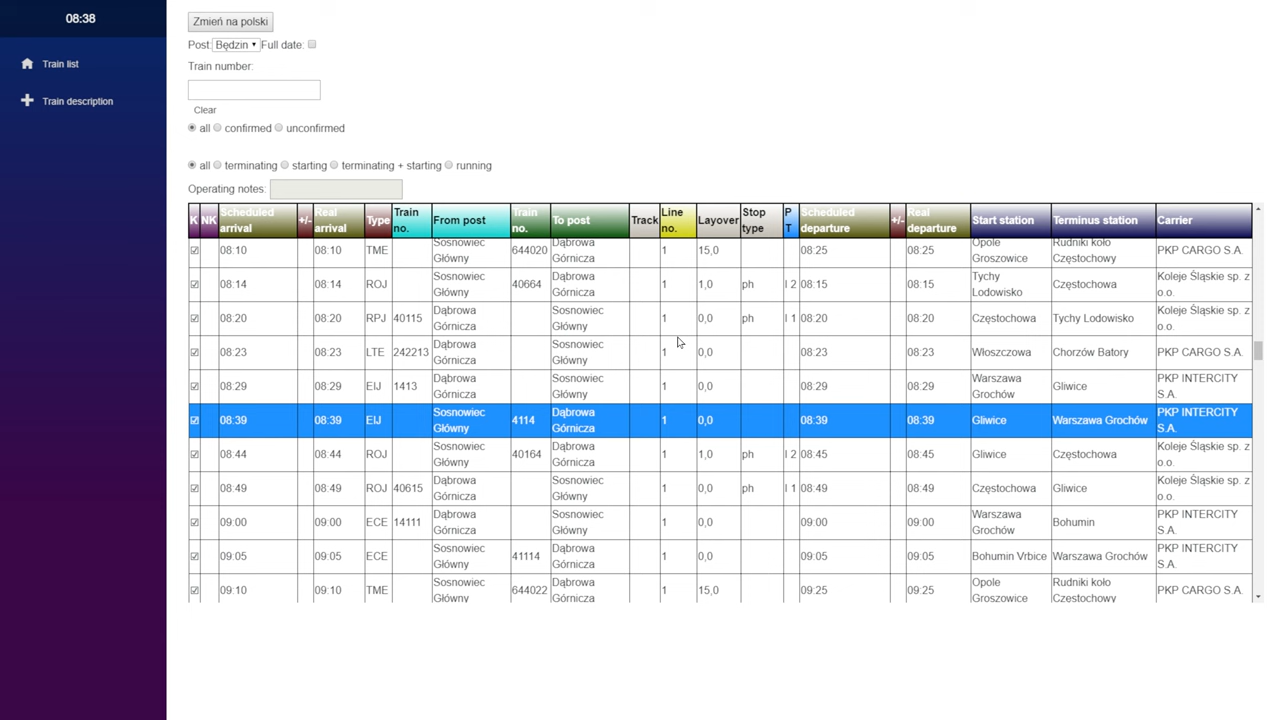 08:38
Train list
Train description
Zmień na polski
Post: Będzin Full date:
Train number:
Clear
all confirmed unconfirmed
all terminating starting terminating + starting running
Operating notes:
K NK Scheduled arrival +/- Real arrival Type Train no. From post Train no. To post Track Line no. Layover Stop type P T Scheduled departure +/- Real departure Start station Terminus station Carrier
08:10 08:10 TME Sosnowiec Główny 644020 Dąbrowa Górnicza 1 15,0 08:25 08:25 Opole Groszowice Rudniki koło Częstochowy PKP CARGO S.A.
08:14 08:14 ROJ Sosnowiec Główny 40664 Dąbrowa Górnicza 1 1,0 ph I 2 08:15 08:15 Tychy Lodowisko Częstochowa Koleje Śląskie sp. z o.o.
08:20 08:20 RPJ 40115 Dąbrowa Górnicza Sosnowiec Główny 1 0,0 ph I 1 08:20 08:20 Częstochowa Tychy Lodowisko Koleje Śląskie sp. z o.o.
08:23 08:23 LTE 242213 Dąbrowa Górnicza Sosnowiec Główny 1 0,0 08:23 08:23 Włoszczowa Chorzów Batory PKP CARGO S.A.
08:29 08:29 EIJ 1413 Dąbrowa Górnicza Sosnowiec Główny 1 0,0 08:29 08:29 Warszawa Grochów Gliwice PKP INTERCITY S.A.
08:39 08:39 EIJ Sosnowiec Główny 4114 Dąbrowa Górnicza 1 0,0 08:39 08:39 Gliwice Warszawa Grochów PKP INTERCITY S.A.
08:44 08:44 ROJ Sosnowiec Główny 40164 Dąbrowa Górnicza 1 1,0 ph I 2 08:45 08:45 Gliwice Częstochowa Koleje Śląskie sp. z o.o.
08:49 08:49 ROJ 40615 Dąbrowa Górnicza Sosnowiec Główny 1 0,0 ph I 1 08:49 08:49 Częstochowa Gliwice Koleje Śląskie sp. z o.o.
09:00 09:00 ECE 14111 Dąbrowa Górnicza Sosnowiec Główny 1 0,0 09:00 09:00 Warszawa Grochów Bohumin PKP INTERCITY S.A.
09:05 09:05 ECE Sosnowiec Główny 41114 Dąbrowa Górnicza 1 0,0 09:05 09:05 Bohumin Vrbice Warszawa Grochów PKP INTERCITY S.A.
09:10 09:10 TME Sosnowiec Główny 644022 Dąbrowa Górnicza 1 15,0 09:25 09:25 Opole Groszowice Rudniki koło Częstochowy PKP CARGO S.A.